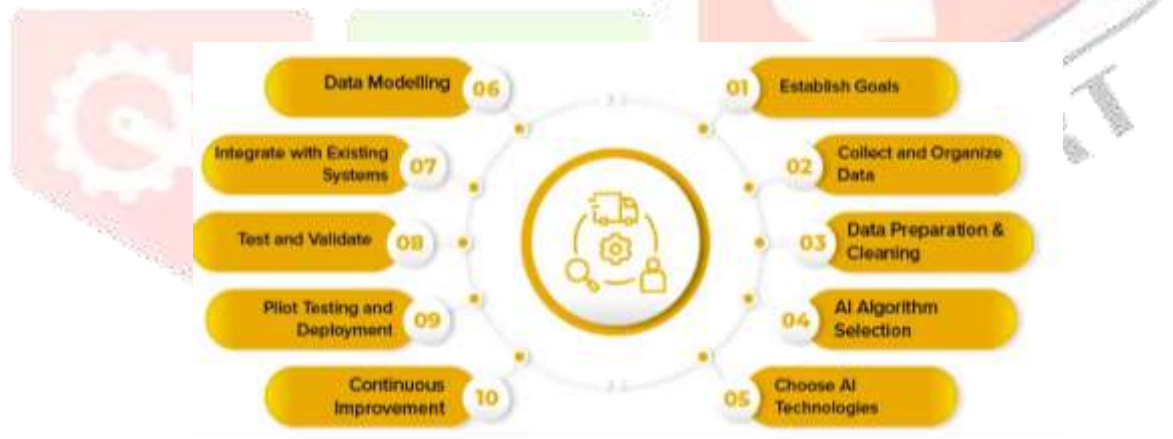 01
Establish Goals
02
Collect and Organize
Data
03
Data Preparation &
Cleaning
04
AI Algorithm
Selection
05
Choose AI
Technologies
06
Data Modelling
07
Integrate with Existing
Systems
08
Test and Validate
09
Pilot Testing and
Deployment
10
Continuous
Improvement